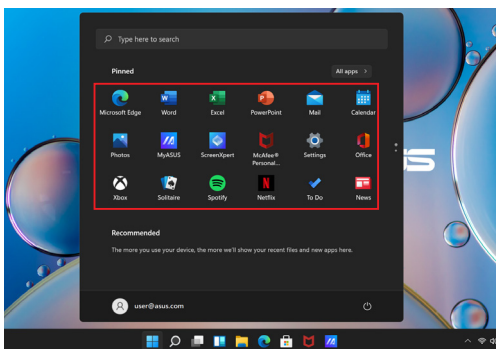 Type here to search
Pinned
All apps >
Microsoft Edge
Word
Excel
PowerPoint
Mail
Calendar
Photos
MyASUS
ScreenXpert
McAfee®
Personal...
Settings
Office
Xbox
Solitaire
Spotify
Netflix
To Do
News
Recommended
The more you use your device, the more we'll show your recent files and new apps here.
user@asus.com